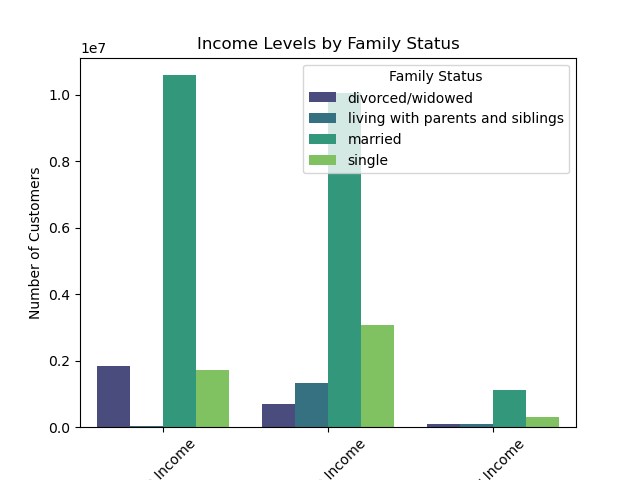 Income Levels by Family Status
1e7
Family Status
divorced/widowed
living with parents and siblings
married
single
Number of Customers
1.0
0.8
0.6
0.4
0.2
0.0
Income
Income
Income